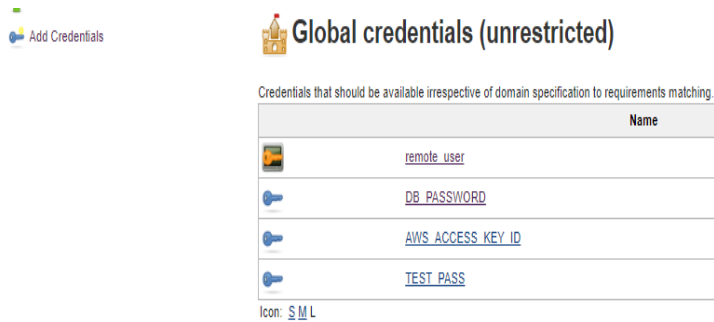 Add Credentials
Global credentials (unrestricted)
Credentials that should be available irrespective of domain specification to requirements matching.
Name
remote_user
DB_PASSWORD
AWS_ACCESS_KEY_ID
TEST_PASS
Icon: S M L